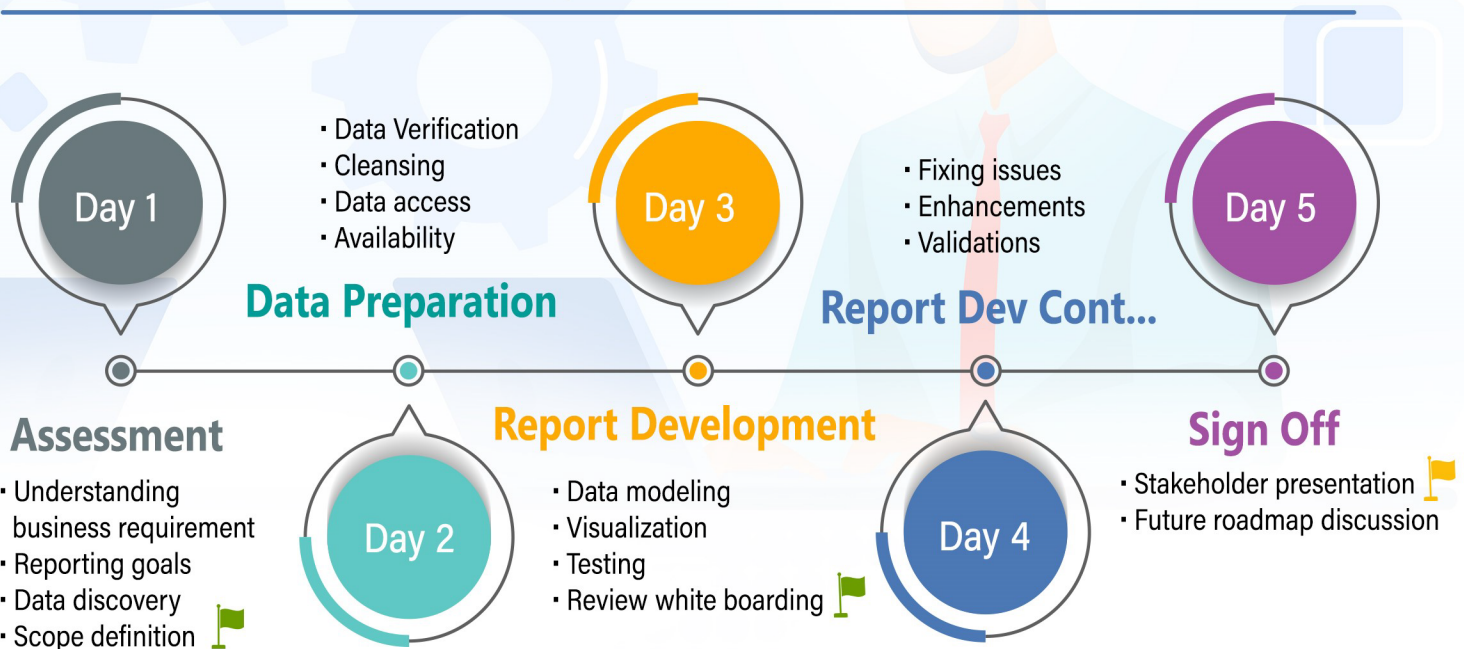 Day 1
Assessment
· Understanding
business requirement
· Reporting goals
· Data discovery
· Scope definition
· Data Verification
· Cleansing
· Data access
· Availability
Data Preparation
Day 2
Day 3
Report Development
· Data modeling
· Visualization
· Testing
· Review white boarding
· Fixing issues
· Enhancements
· Validations
Report Dev Cont...
Day 4
Day 5
Sign Off
· Stakeholder presentation
· Future roadmap discussion